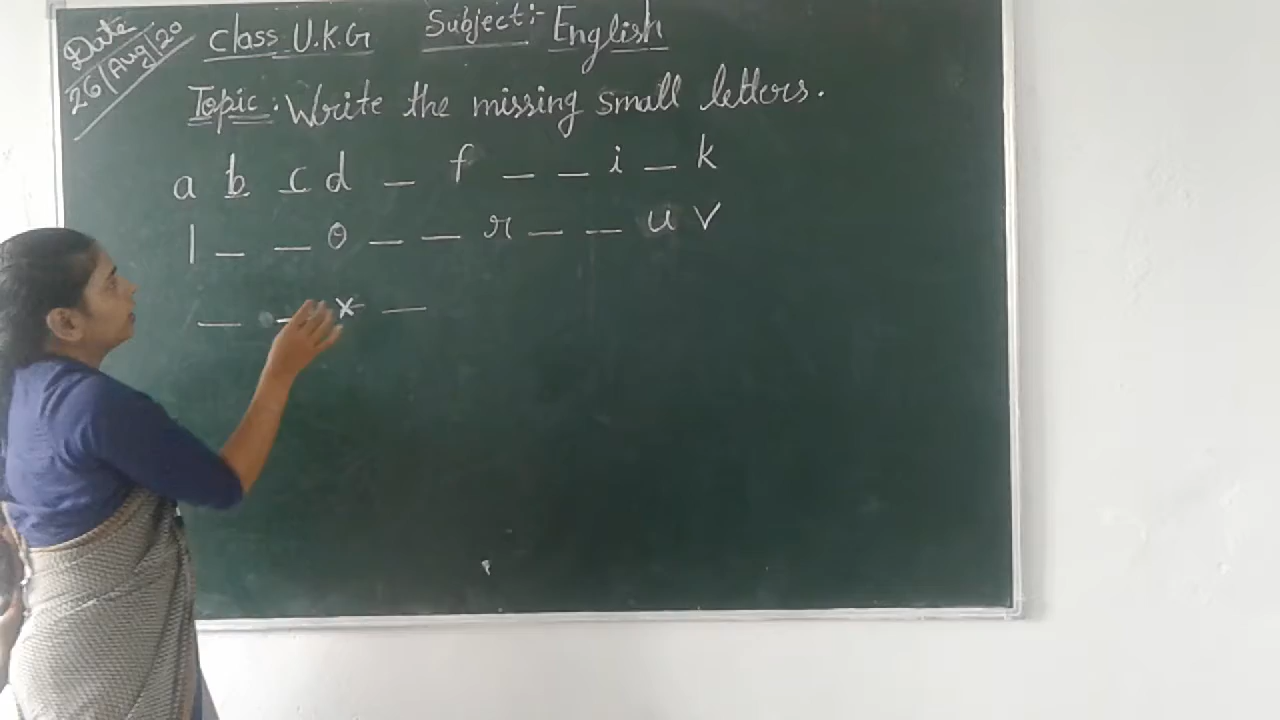 Date
26/Aug/20
Class U.K.G Subject:- English
Topic: Write the missing small letters.
a b c d _ f _ _ i _ k
l _ _ o _ _ r _ _ u v
_ _ x _